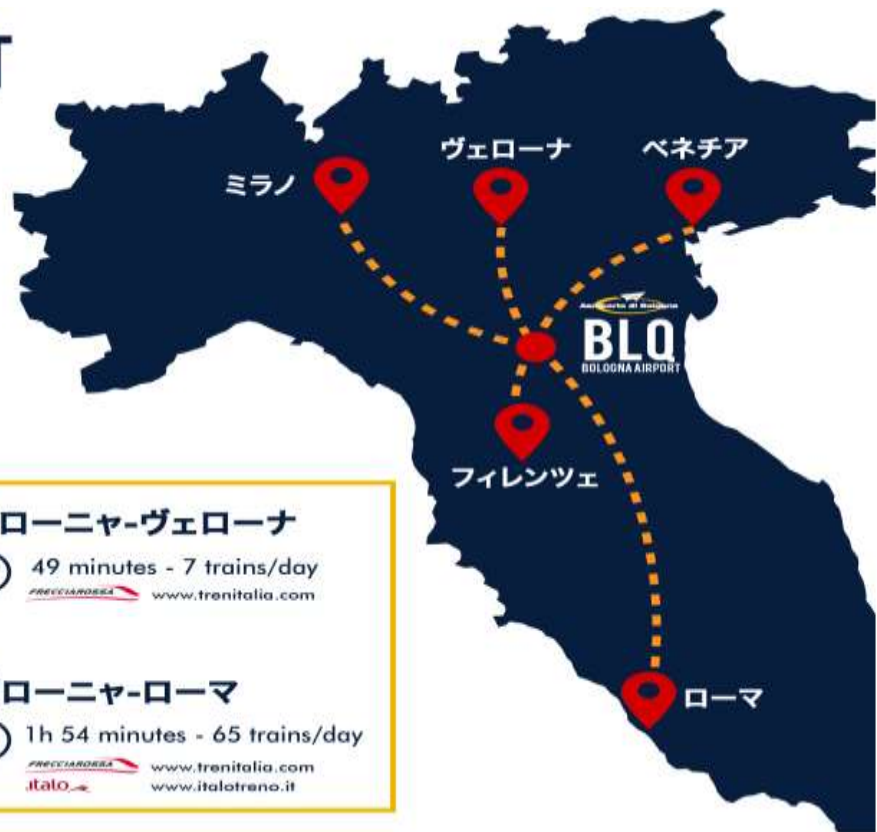 ヴェローナ
ベネチア
ミラノ
Aeroporto di Bologna
BLQ
BOLOGNA AIRPORT
フィレンツェ
ローニャ-ヴェローナ
49 minutes - 7 trains/day
FRECCIAROSSA www.trenitalia.com
ローニャ-ローマ
1h 54 minutes - 65 trains/day
FRECCIAROSSA www.trenitalia.com
.italo www.italotreno.it
ローマ